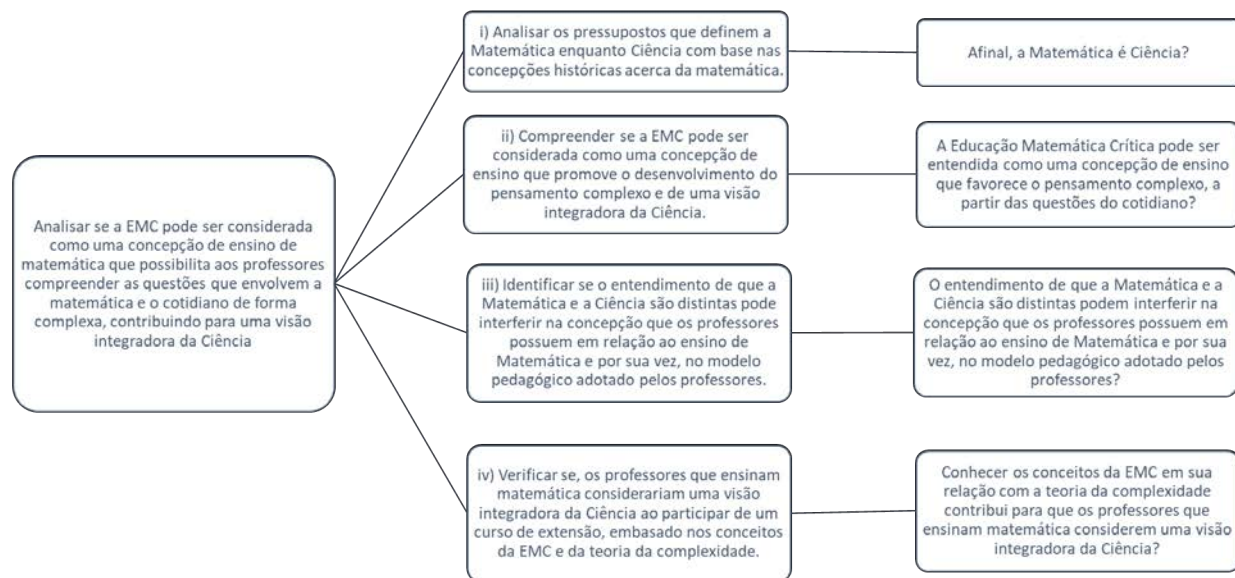 Analisar se a EMC pode ser considerada
como uma concepção de ensino de
matemática que possibilita aos professores
compreender as questões que envolvem a
matemática e o cotidiano de forma
complexa, contribuindo para uma visão
integradora da Ciência
i) Analisar os pressupostos que definem a
Matemática enquanto Ciência com base nas
concepções históricas acerca da matemática.
Afinal, a Matemática é Ciência?
ii) Compreender se a EMC pode ser
considerada como uma concepção de
ensino que promove o desenvolvimento do
pensamento complexo e de uma visão
integradora da Ciência.
A Educação Matemática Crítica pode ser
entendida como uma concepção de ensino
que favorece o pensamento complexo, a
partir das questões do cotidiano?
iii) Identificar se o entendimento de que a
Matemática e a Ciência são distintas pode
interferir na concepção que os professores
possuem em relação ao ensino de
Matemática e por sua vez, no modelo
pedagógico adotado pelos professores.
O entendimento de que a Matemática e a
Ciência são distintas podem interferir na
concepção que os professores possuem em
relação ao ensino de Matemática e por sua
vez, no modelo pedagógico adotado pelos
professores?
iv) Verificar se, os professores que ensinam
matemática considerariam uma visão
integradora da Ciência ao participar de um
curso de extensão, embasado nos conceitos
da EMC e da teoria da complexidade.
Conhecer os conceitos da EMC em sua
relação com a teoria da complexidade
contribui para que os professores que
ensinam matemática considerem uma visão
integradora da Ciência?